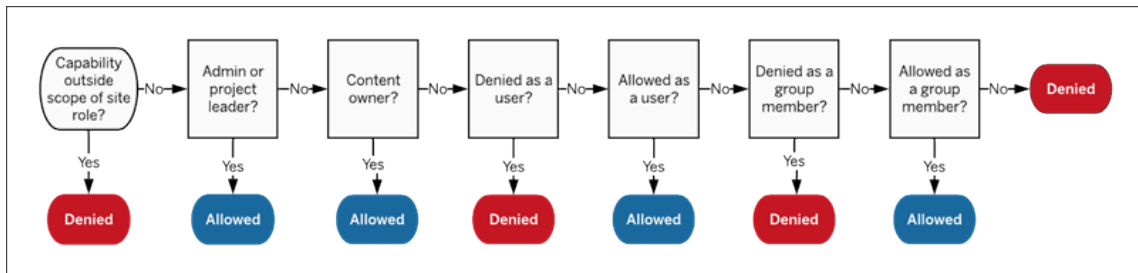 Capability
outside
scope of site
role?
No
Admin or
project
leader?
No
Content
owner?
No
Denied as
a user?
No
Allowed as
a user?
No
Denied as a
group
member?
No
Allowed as
a group
member?
No
Denied
Yes
Yes
Yes
Yes
Yes
Yes
Yes
Denied
Allowed
Allowed
Denied
Allowed
Denied
Allowed